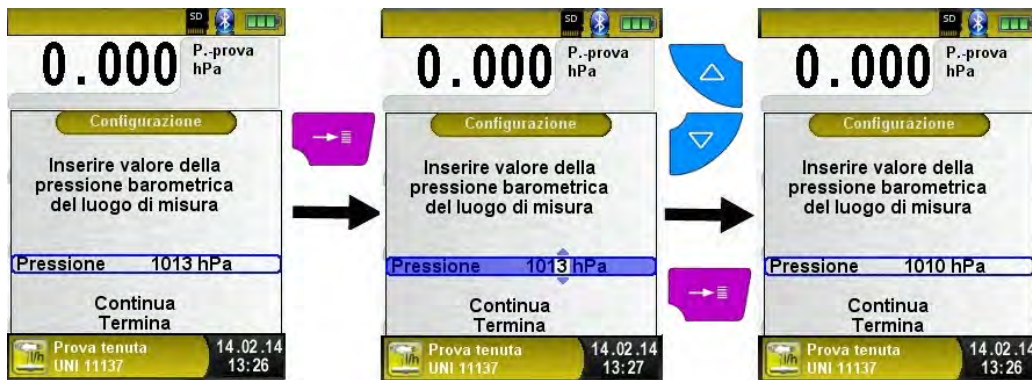 SD
0.000 P.-prova
hPa
Configurazione
Inserire valore della
pressione barometrica
del luogo di misura
Pressione 1013 hPa
Continua
Termina
l/h Prova tenuta 14.02.14
UNI 11137 13:26
SD
0.000 P.-prova
hPa
Configurazione
Inserire valore della
pressione barometrica
del luogo di misura
Pressione 1013 hPa
Continua
Termina
l/h Prova tenuta 14.02.14
UNI 11137 13:27
SD
0.000 P.-prova
hPa
Configurazione
Inserire valore della
pressione barometrica
del luogo di misura
Pressione 1010 hPa
Continua
Termina
l/h Prova tenuta 14.02.14
UNI 11137 13:26